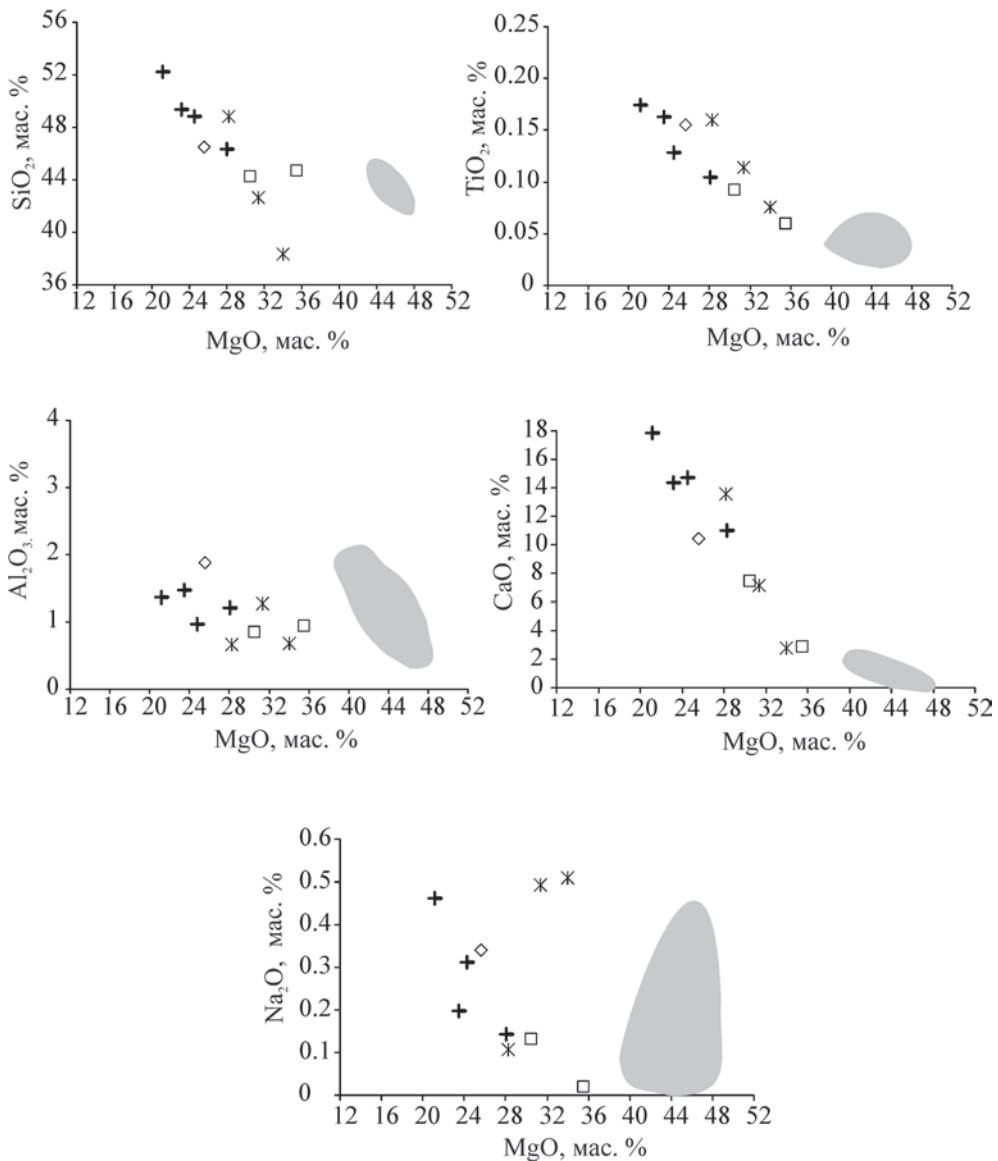 SiO₂, мас. %
56
52
48
44
40
36
12 16 20 24 28 32 36 40 44 48 52
MgO, мас. %
TiO₂, мас. %
0.25
0.20
0.15
0.10
0.05
0
12 16 20 24 28 32 36 40 44 48 52
MgO, мас. %
Al₂O₃, мас. %
4
3
2
1
0
12 16 20 24 28 32 36 40 44 48 52
MgO, мас. %
CaO, мас. %
18
16
14
12
10
8
6
4
2
0
12 16 20 24 28 32 36 40 44 48 52
MgO, мас. %
Na₂O, мас. %
0.6
0.5
0.4
0.3
0.2
0.1
0
12 16 20 24 28 32 36 40 44 48 52
MgO, мас. %